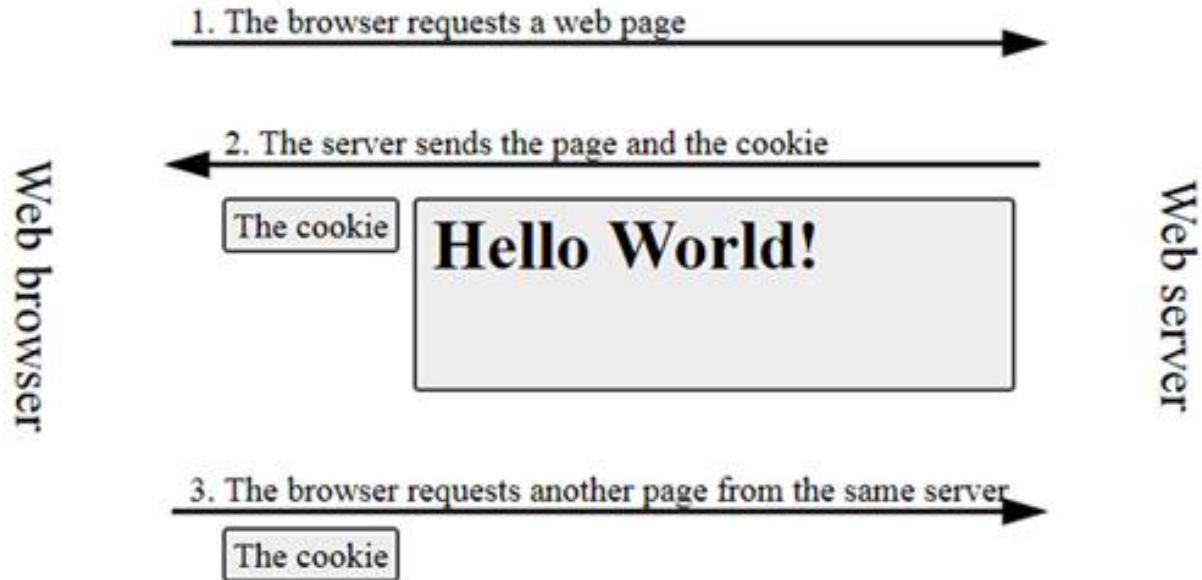 1. The browser requests a web page
2. The server sends the page and the cookie
The cookie
Hello World!
Web browser
Web server
3. The browser requests another page from the same server
The cookie